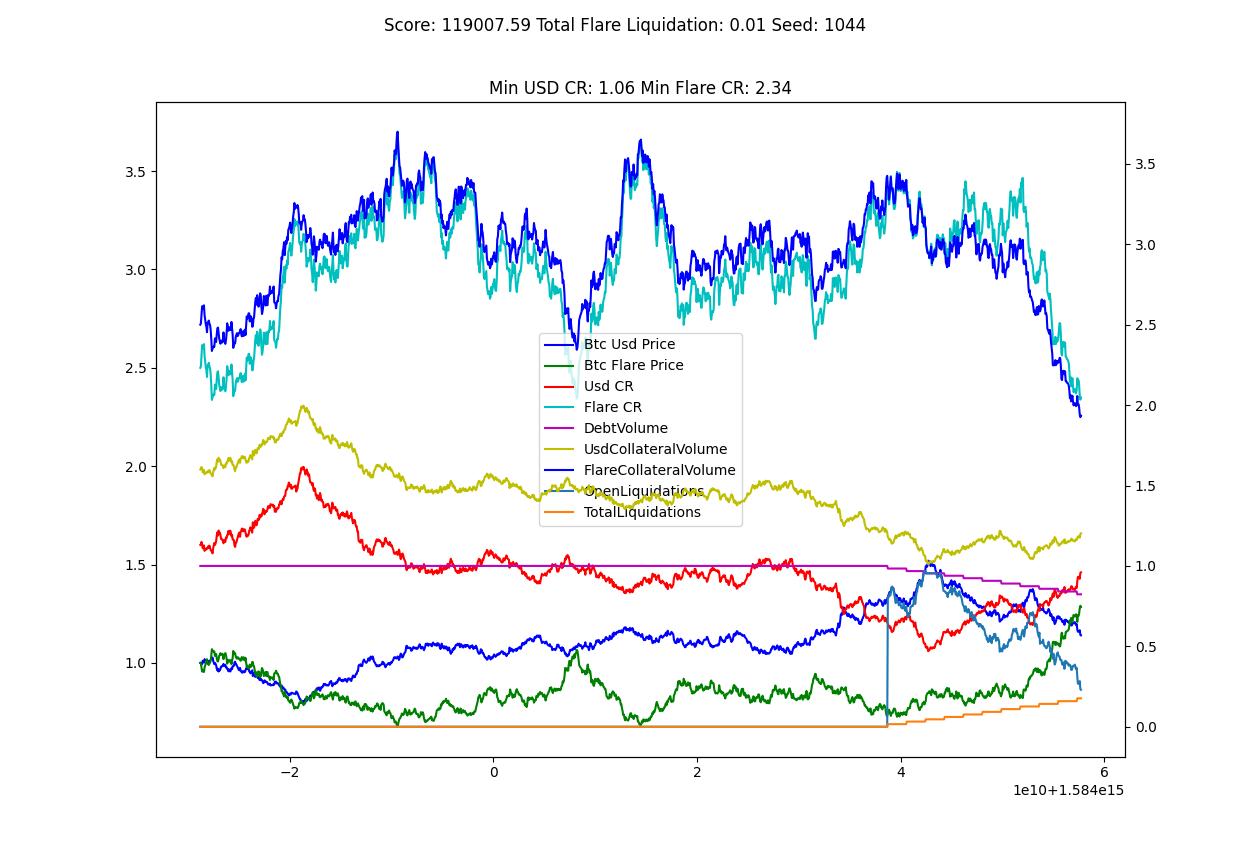 Score: 119007.59 Total Flare Liquidation: 0.01 Seed: 1044
Min USD CR: 1.06 Min Flare CR: 2.34
3.5
3.0
2.5
2.0
1.5
1.0
Btc Usd Price
Btc Flare Price
Usd CR
Flare CR
DebtVolume
UsdCollateralVolume
FlareCollateralVolume
OpenLiquidations
TotalLiquidations
3.5
3.0
2.5
2.0
1.5
1.0
0.5
0.0
−2 0 2 4 6
1e10+1.584e15